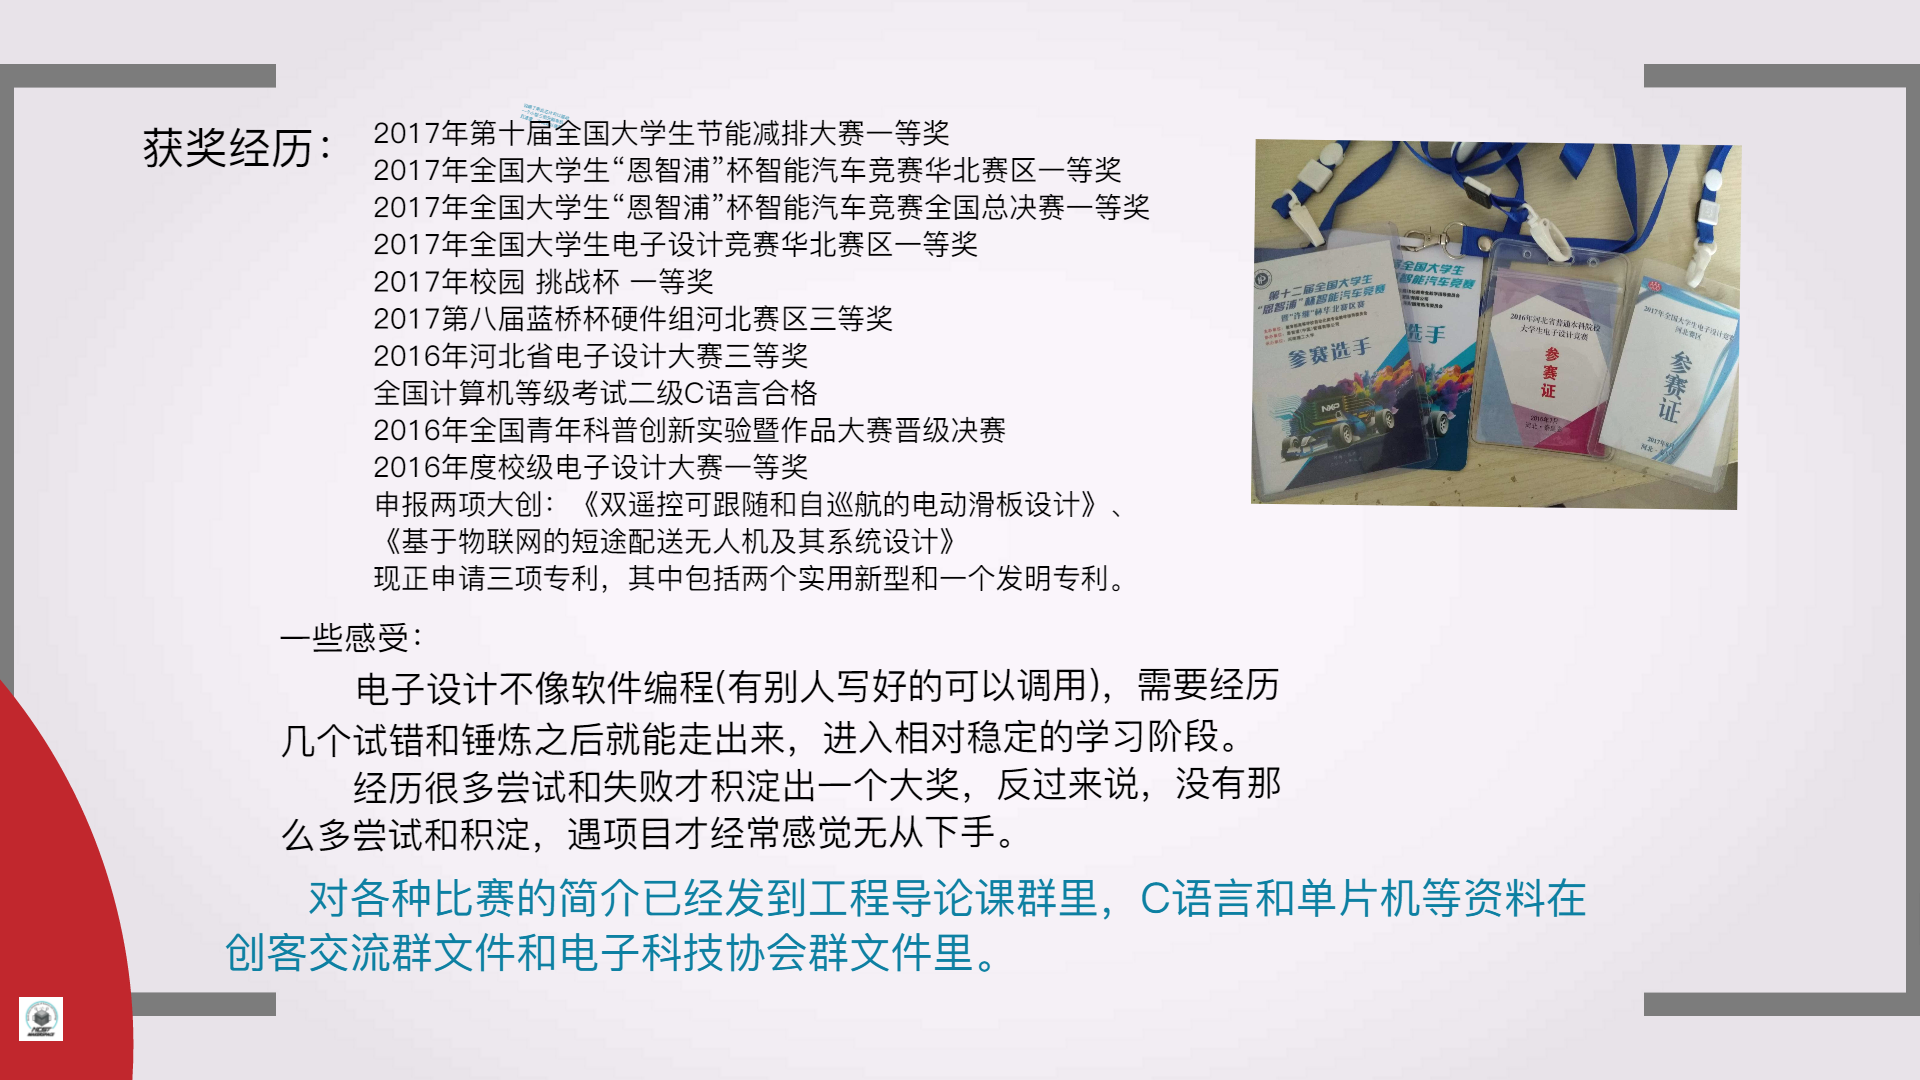 获奖经历：
2017年第十届全国大学生节能减排大赛一等奖
2017年全国大学生“恩智浦”杯智能汽车竞赛华北赛区一等奖
2017年全国大学生“恩智浦”杯智能汽车竞赛全国总决赛一等奖
2017年全国大学生电子设计竞赛华北赛区一等奖
2017年校园 挑战杯 一等奖
2017第八届蓝桥杯硬件组河北赛区三等奖
2016年河北省电子设计大赛三等奖
全国计算机等级考试二级C语言合格
2016年全国青年科普创新实验暨作品大赛晋级决赛
2016年度校级电子设计大赛一等奖
申报两项大创：《双遥控可跟随和自巡航的电动滑板设计》、
《基于物联网的短途配送无人机及其系统设计》
现正申请三项专利，其中包括两个实用新型和一个发明专利。
第十二届全国大学生
“恩智浦”杯智能汽车竞赛
参赛选手
NXP
全国大学生
智能汽车竞赛
选手
2016年河北省普通本科院校
大学生电子设计竞赛
参赛证
2017年全国大学生电子设计竞
河北赛区
参赛证
一些感受：
电子设计不像软件编程(有别人写好的可以调用)，需要经历
几个试错和锤炼之后就能走出来，进入相对稳定的学习阶段。
经历很多尝试和失败才积淀出一个大奖，反过来说，没有那
么多尝试和积淀，遇项目才经常感觉无从下手。
对各种比赛的简介已经发到工程导论课群里，C语言和单片机等资料在
创客交流群文件和电子科技协会群文件里。